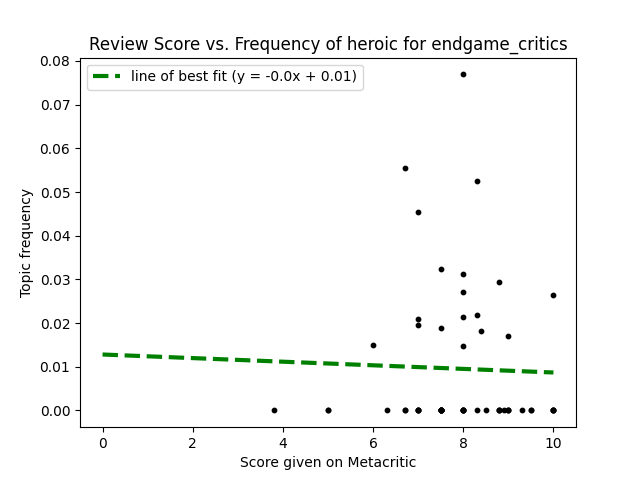 Review Score vs. Frequency of heroic for endgame_critics
line of best fit (y = -0.0x + 0.01)
0.08
0.07
0.06
0.05
0.04
0.03
0.02
0.01
0.00
Topic frequency
0 2 4 6 8 10
Score given on Metacritic